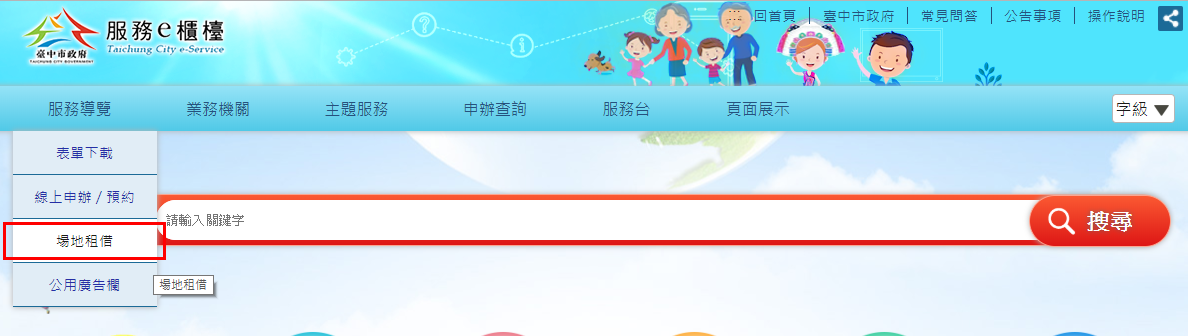 臺中市政府
TAICHUNG CITY GOVERNMENT
服務e櫃檯
Taichung City e-Service
回首頁 臺中市政府 常見問答 公告事項 操作說明
服務導覽 業務機關 主題服務 申辦查詢 服務台 頁面展示 字級▼
表單下載
線上申辦 / 預約
請輸入關鍵字 搜尋
場地租借
公用廣告欄
場地租借